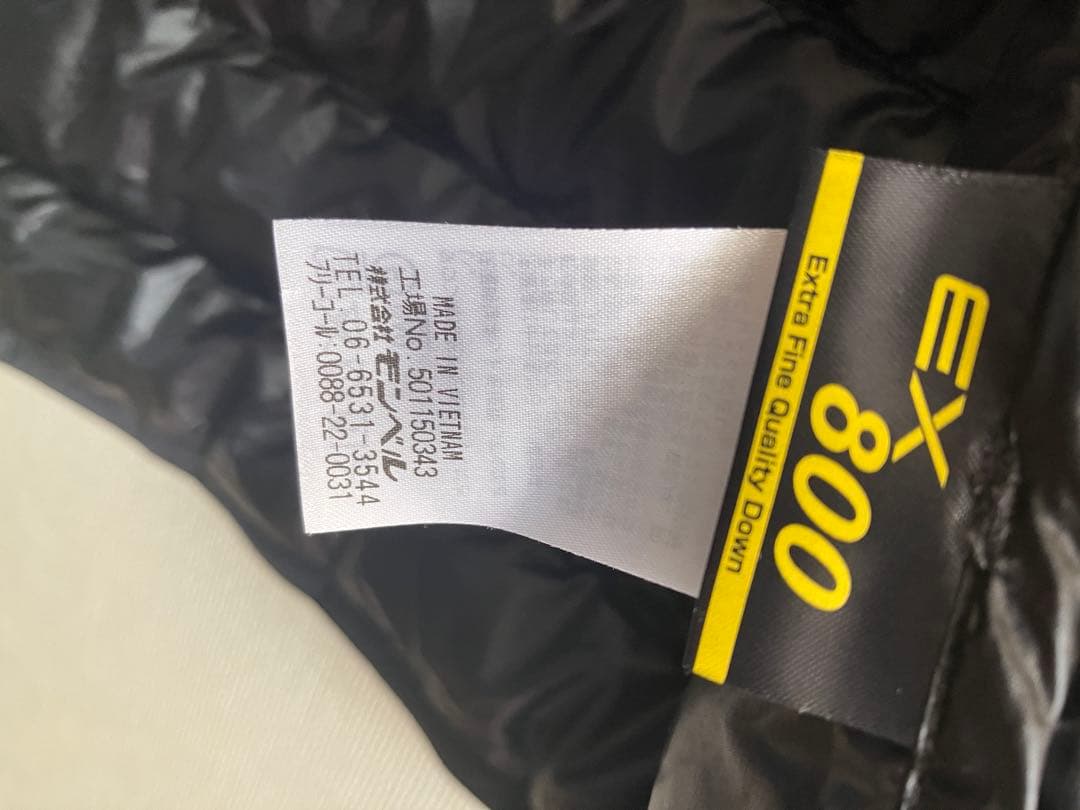 MADE IN VIETNAM
工場No. 501150343
株式会社 モンベル
TEL. 06-6531-3544
フリーコール:0088-22-0031
EX
800
Extra Fine Quality Down